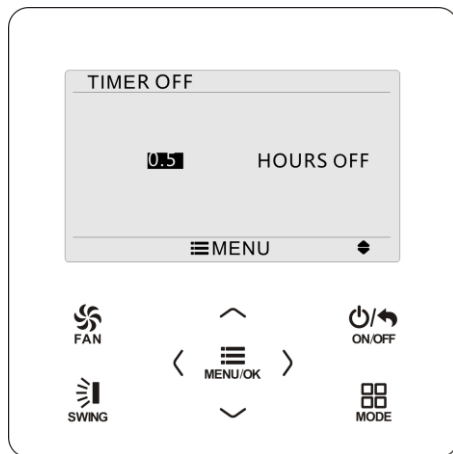 TIMER OFF
0.5 HOURS OFF
MENU
FAN
ON/OFF
MENU/OK
SWING
MODE